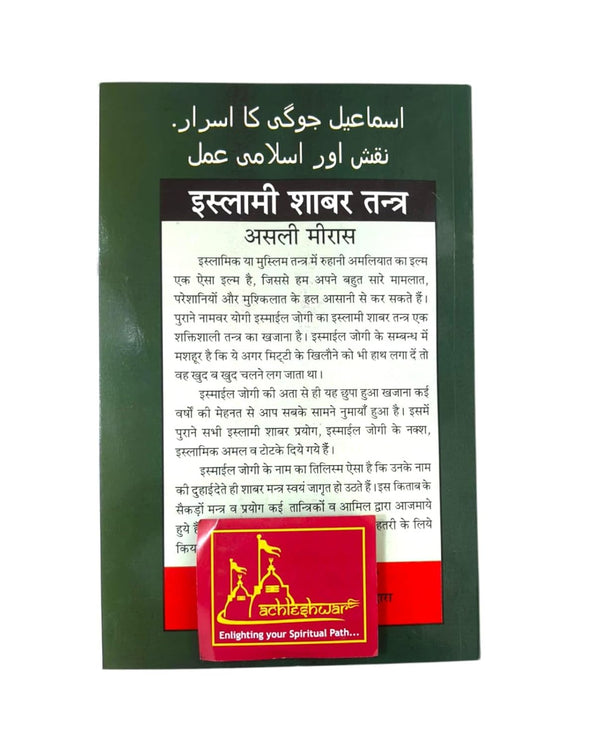 اسماعیل جوگی کا اسرار.
نقش اور اسلامی عمل
इस्लामी शाबर तन्त्र
असली मीरास
इस्लामिक या मुस्लिम तन्त्र में रुहानी अमलियात का इल्म
एक ऐसा इल्म है, जिससे हम अपने बहुत सारे मामलात,
परेशानियों और मुश्किलात के हल आसानी से कर सकते हैं।
पुराने नामवर योगी इस्माईल जोगी का इस्लामी शाबर तन्त्र एक
शक्तिशाली तन्त्र का खजाना है। इस्माईल जोगी के सम्बन्ध में
मशहूर है कि ये अगर मिट्टी के खिलौने को भी हाथ लगा दें तो
वह खुद ब खुद चलने लग जाता था।
इस्माईल जोगी की अता से ही यह छुपा हुआ खजाना कई
वर्षों की मेहनत से आप सबके सामने नुमायाँ हुआ है। इसमें
पुराने सभी इस्लामी शाबर प्रयोग, इस्माईल जोगी के नक्श,
इस्लामिक अमल व टोटके दिये गये हैं।
इस्माईल जोगी के नाम का तिलिस्म ऐसा है कि उनके नाम
की दुहाई देते ही शाबर मन्त्र स्वयं जागृत हो उठते हैं। इस किताब के
सैकड़ों मन्त्र व प्रयोग कई तान्त्रिकों व आमिल द्वारा आजमाये
हुये हतरी के लिये
achleshwar
Enlighting your Spiritual Path...